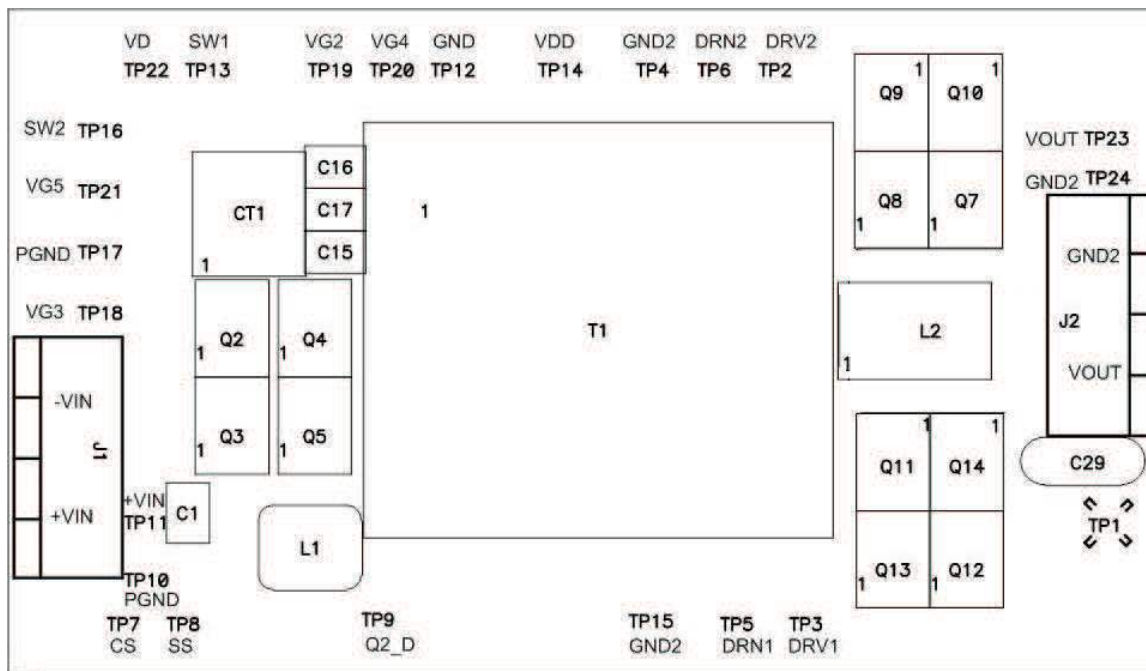 VD SW1 VG2 VG4 GND VDD GND2 DRN2 DRV2
TP22 TP13 TP19 TP20 TP12 TP14 TP4 TP6 TP2
1 1
Q9 Q10
SW2 TP16
VOUT TP23
C16
VG5 TP21
GND2 TP24
CT1 C17 1
Q8 Q7
1 1
PGND TP17
C15
1
GND2
VG3 TP18
J2
Q2 Q4 T1 L2
1 1
1
VOUT
-VIN
J1
1 1
Q3 Q5
1 1
Q11 Q14
C29
+VIN
+VIN TP11 C1
TP1
L1
Q13 Q12
1 1
TP10
PGND
TP7 TP8 TP9 TP15 TP5 TP3
CS SS Q2_D GND2 DRN1 DRV1